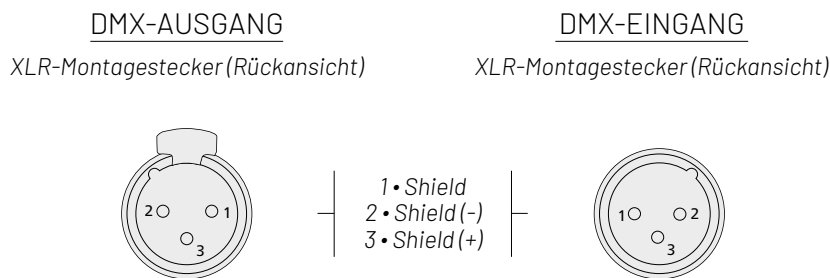 DMX-AUSGANG
XLR-Montagestecker (Rückansicht)
DMX-EINGANG
XLR-Montagestecker (Rückansicht)
2 1
3
1 • Shield
2 • Shield (-)
3 • Shield (+)
1 2
3